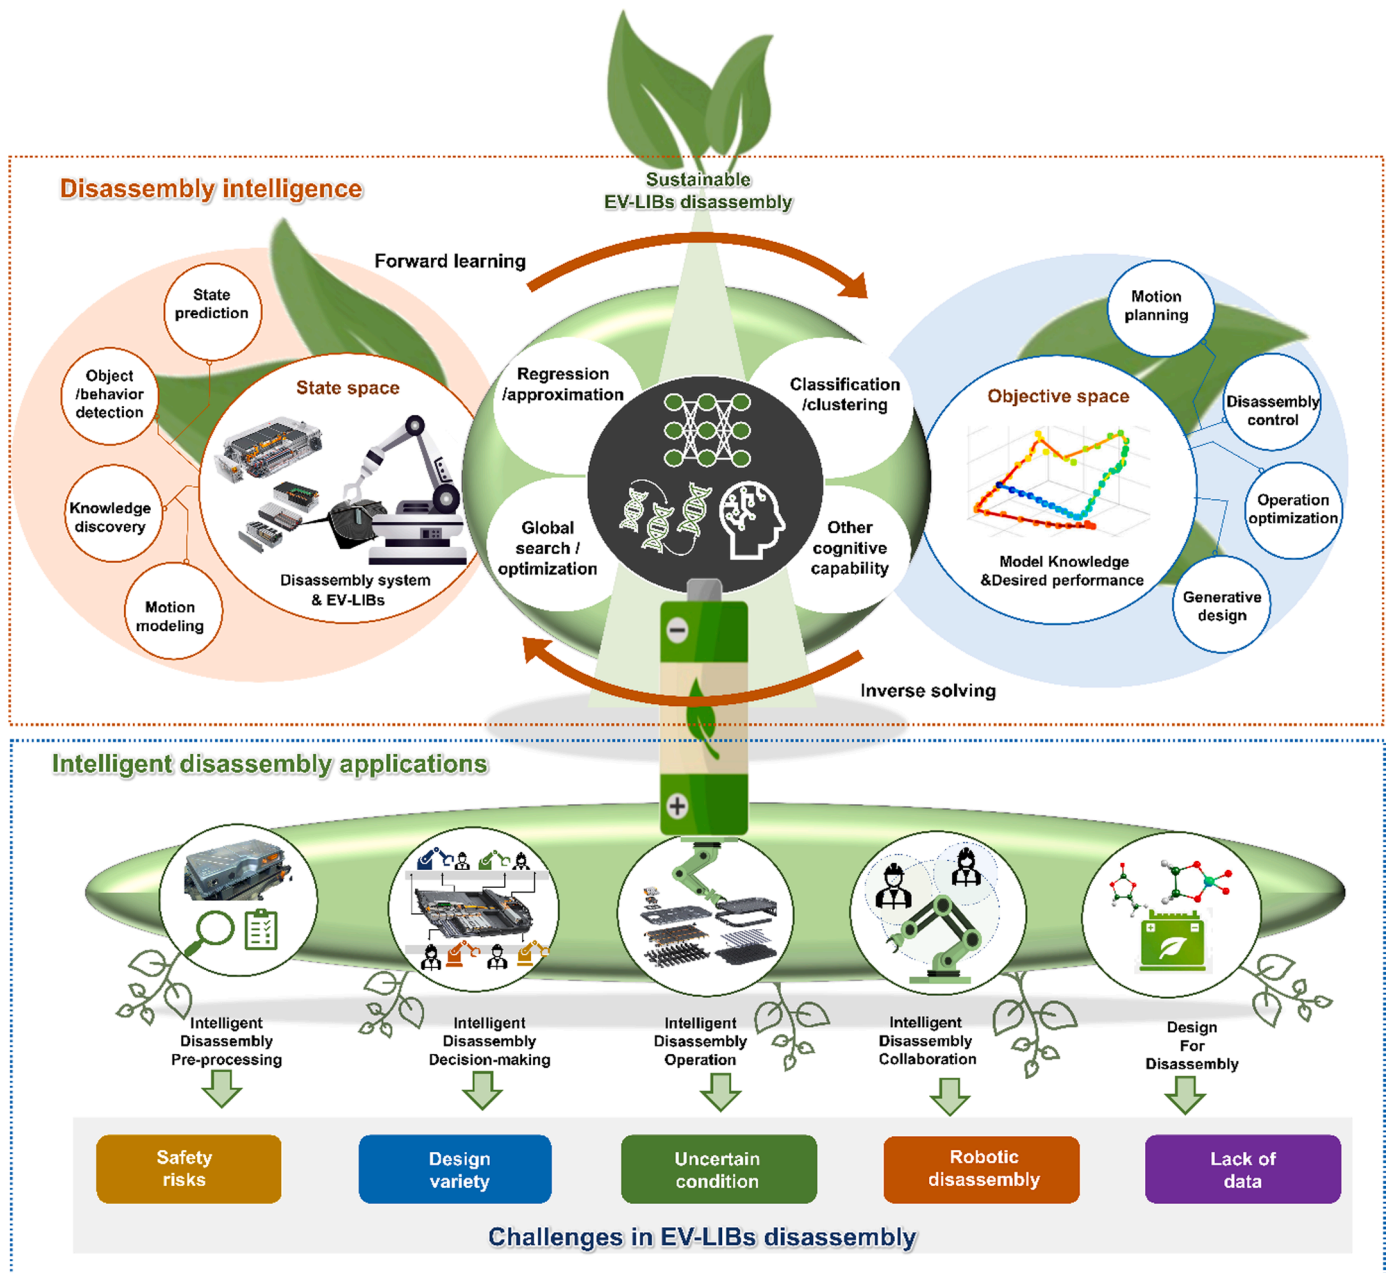 Sustainable
EV-LIBs disassembly
Disassembly intelligence
Forward learning
State
prediction
Object
/behavior
detection
Knowledge
discovery
Motion
modeling
State space
Disassembly system
& EV-LIBs
Regression
/approximation
Classification
/clustering
Global
search /
optimization
Other
cognitive
capability
Objective space
Model Knowledge
&Desired performance
Motion
planning
Disassembly
control
Operation
optimization
Generative
design
Inverse solving
Intelligent disassembly applications
Intelligent
Disassembly
Pre-processing
Intelligent
Disassembly
Decision-making
Intelligent
Disassembly
Operation
Intelligent
Disassembly
Collaboration
Design
For
Disassembly
Safety
risks
Design
variety
Uncertain
condition
Robotic
disassembly
Lack of
data
Challenges in EV-LIBs disassembly